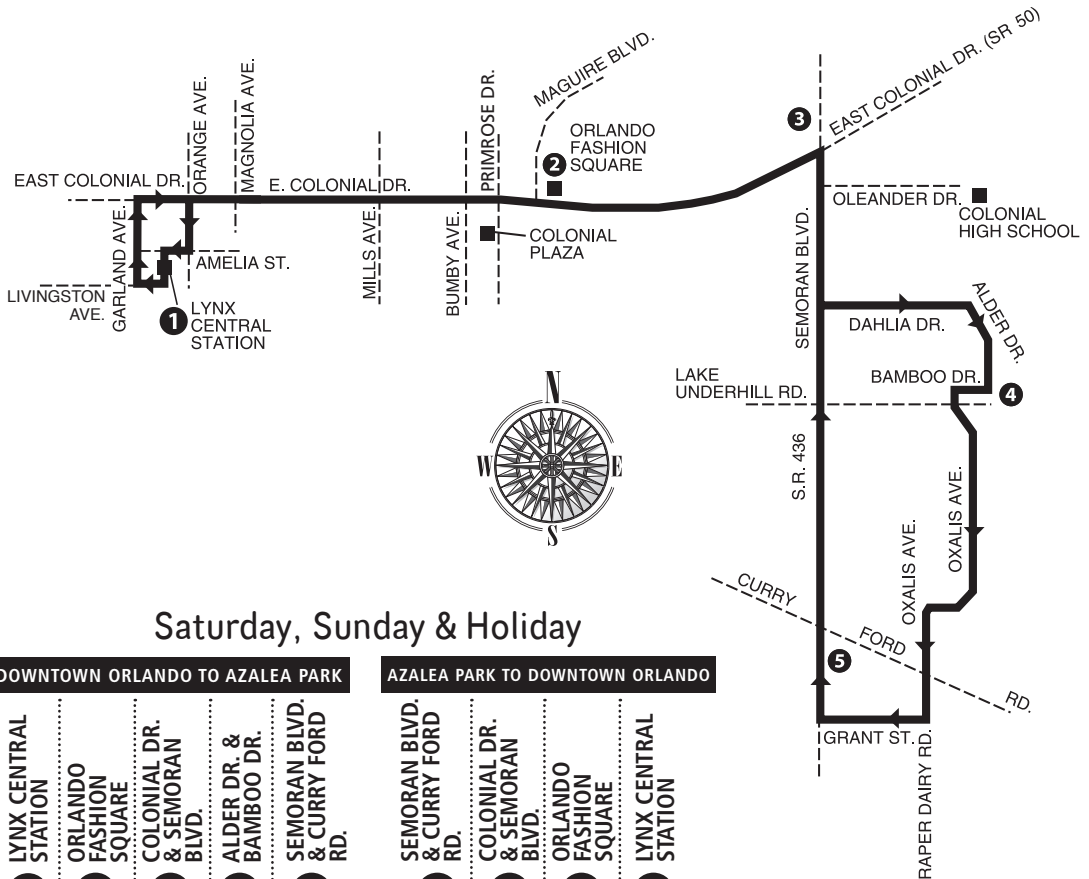 EAST COLONIAL DR. (SR 50)
MAGUIRE BLVD.
PRIMROSE DR.
ORANGE AVE.
MAGNOLIA AVE.
3
ORLANDO
FASHION
SQUARE
2
EAST COLONIAL DR.
E. COLONIAL DR.
OLEANDER DR.
COLONIAL
HIGH SCHOOL
GARLAND AVE.
AMELIA ST.
MILLS AVE.
BUMBY AVE.
COLONIAL
PLAZA
LIVINGSTON
AVE.
1
LYNX
CENTRAL
STATION
SEMORAN BLVD.
DAHLIA DR.
ALDER DR.
LAKE
UNDERHILL RD.
BAMBOO DR.
4
N
W
E
S
S.R. 436
OXALIS AVE.
OXALIS AVE.
CURRY
FORD
RD.
5
GRANT ST.
RAPER DAIRY RD.
Saturday, Sunday & Holiday
DOWNTOWN ORLANDO TO AZALEA PARK
LYNX CENTRAL
STATION
ORLANDO
FASHION
SQUARE
COLONIAL DR.
& SEMORAN
BLVD.
ALDER DR. &
BAMBOO DR.
SEMORAN BLVD.
& CURRY FORD
RD.
AZALEA PARK TO DOWNTOWN ORLANDO
SEMORAN BLVD.
& CURRY FORD
RD.
COLONIAL DR.
& SEMORAN
BLVD.
ORLANDO
FASHION
SQUARE
LYNX CENTRAL
STATION